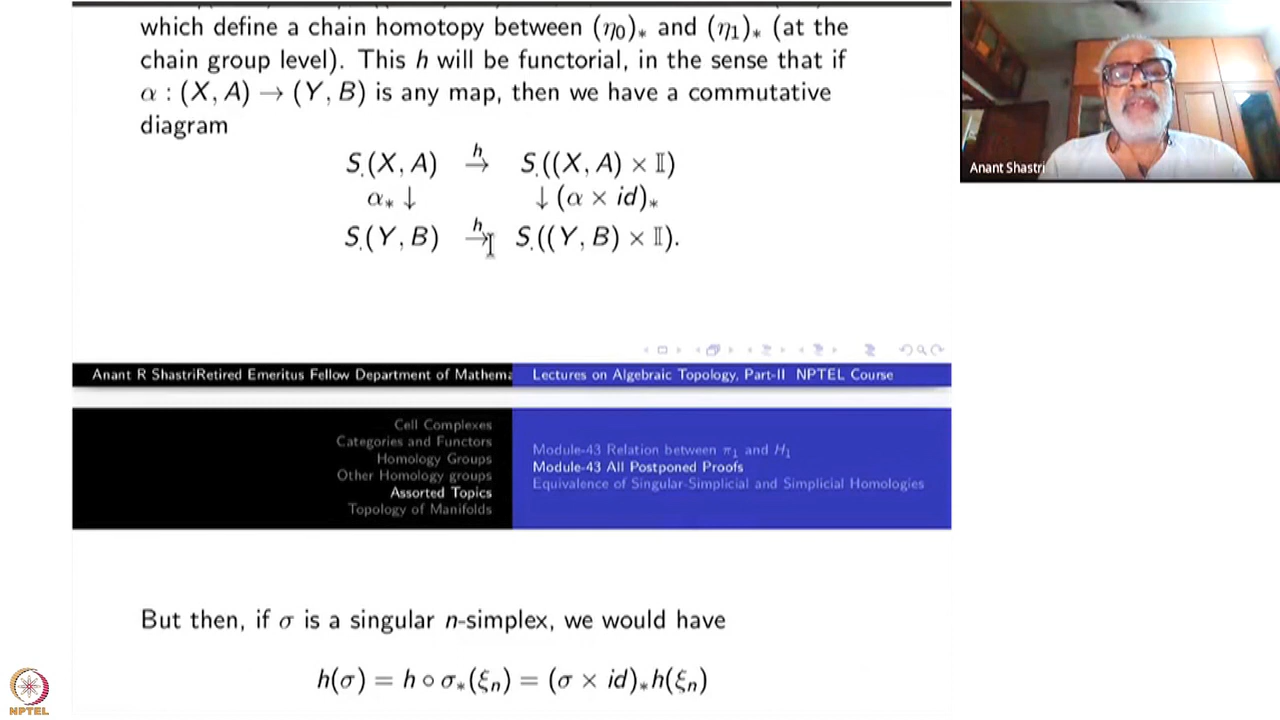 which define a chain homotopy between (η₀)∗ and (η₁)∗ (at the
chain group level). This h will be functorial, in the sense that if
α : (X, A) → (Y, B) is any map, then we have a commutative
diagram
S.(X, A) h→ S.((X, A) × 𝕀)
α∗ ↓ ↓ (α × id)∗
S.(Y, B) h→ S.((Y, B) × 𝕀).
Anant Shastri
Anant R ShastriRetired Emeritus Fellow Department of Mathema Lectures on Algebraic Topology, Part-II NPTEL Course
Cell Complexes
Categories and Functors
Homology Groups
Other Homology groups
Assorted Topics
Topology of Manifolds
Module-43 Relation between π₁ and H₁
Module-43 All Postponed Proofs
Equivalence of Singular Simplicial and Simplicial Homologies
But then, if σ is a singular n-simplex, we would have
h(σ) = h ∘ σ∗(ξₙ) = (σ × id)∗h(ξₙ)
NPTEL